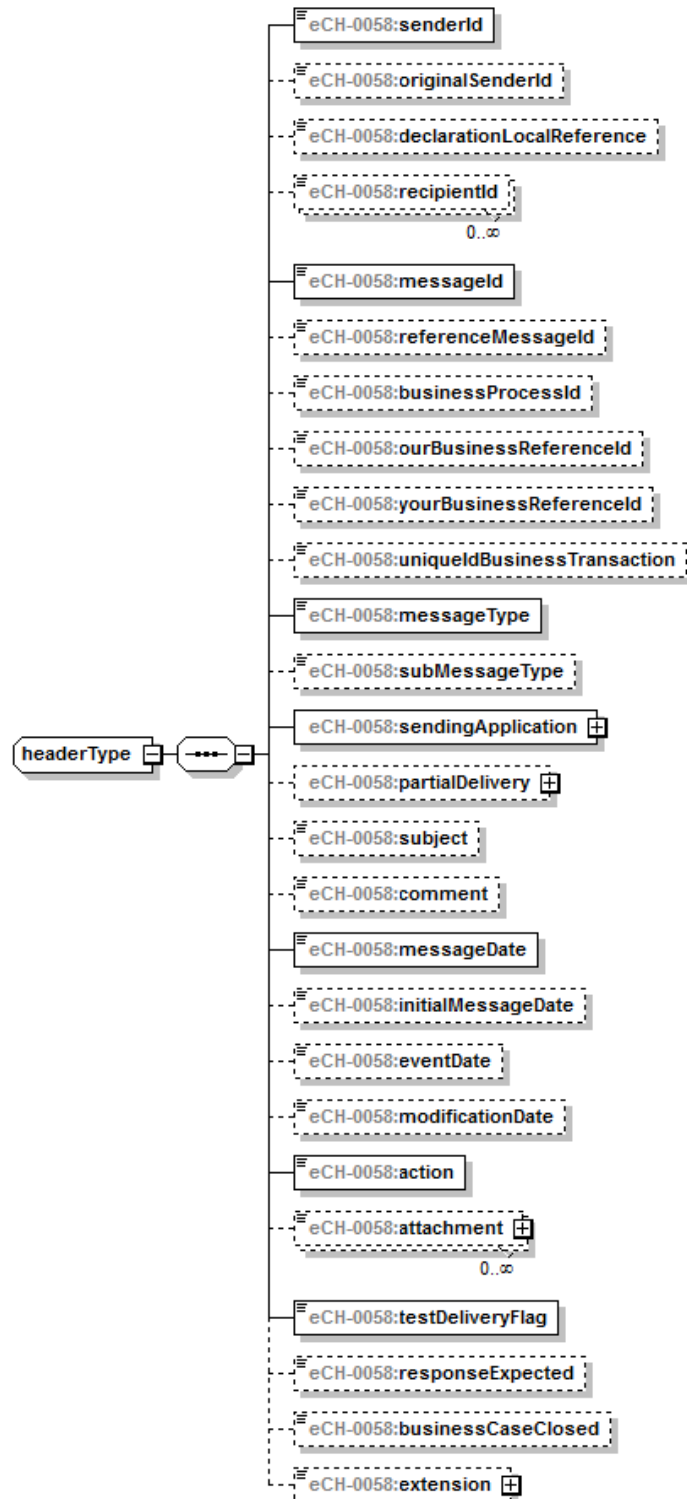 eCH-0058:senderId
eCH-0058:originalSenderId
eCH-0058:declarationLocalReference
eCH-0058:recipientId
0..∞
eCH-0058:messageId
eCH-0058:referenceMessageId
eCH-0058:businessProcessId
eCH-0058:ourBusinessReferenceId
eCH-0058:yourBusinessReferenceId
eCH-0058:uniqueIdBusinessTransaction
eCH-0058:messageType
eCH-0058:subMessageType
eCH-0058:sendingApplication
headerType
eCH-0058:partialDelivery
eCH-0058:subject
eCH-0058:comment
eCH-0058:messageDate
eCH-0058:initialMessageDate
eCH-0058:eventDate
eCH-0058:modificationDate
eCH-0058:action
eCH-0058:attachment
0..∞
eCH-0058:testDeliveryFlag
eCH-0058:responseExpected
eCH-0058:businessCaseClosed
eCH-0058:extension